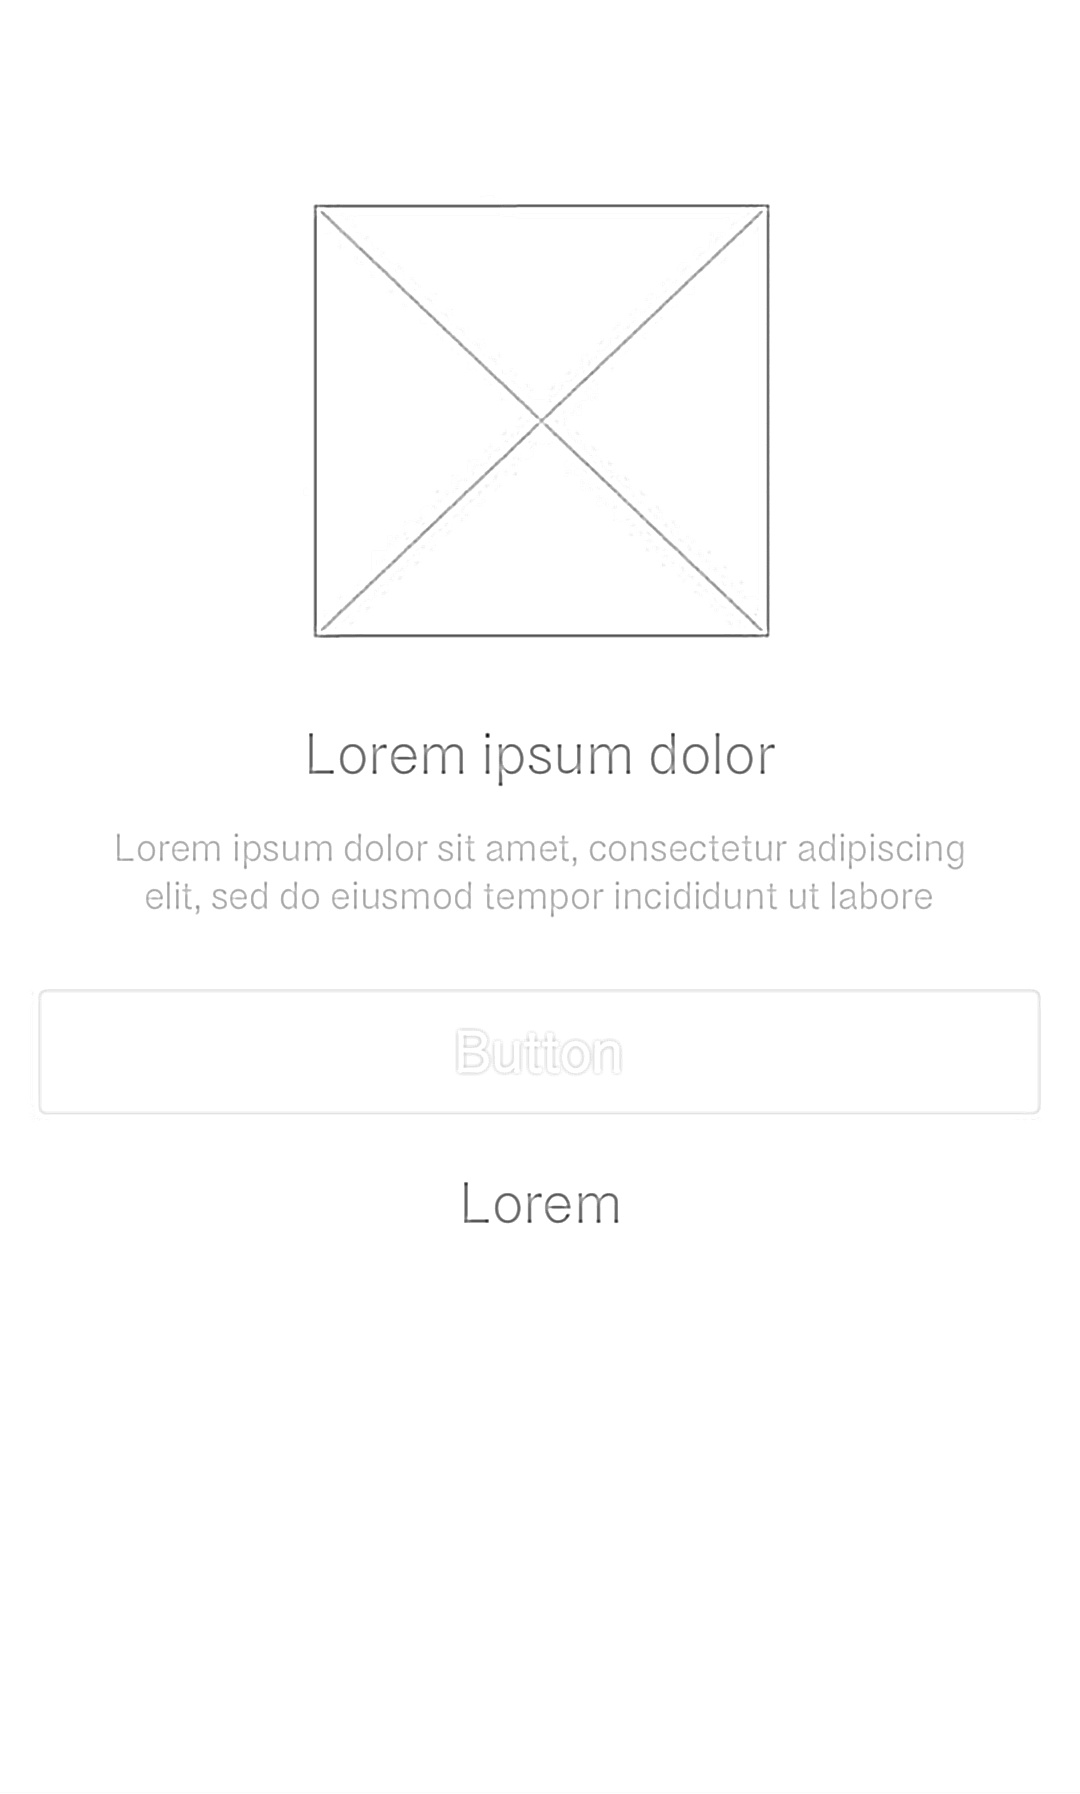 Lorem ipsum dolor
Lorem ipsum dolor sit amet, consectetur adipiscing
elit, sed do eiusmod tempor incididunt ut labore
Button
Lorem